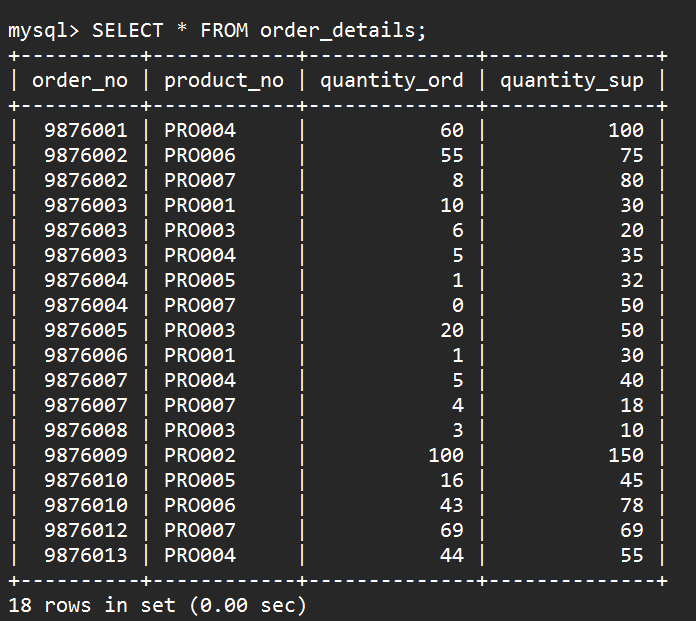 mysql> SELECT * FROM order_details;
+----------+------------+--------------+--------------+
| order_no | product_no | quantity_ord | quantity_sup |
+----------+------------+--------------+--------------+
|  9876001 | PRO004     |           60 |          100 |
|  9876002 | PRO006     |           55 |           75 |
|  9876002 | PRO007     |            8 |           80 |
|  9876003 | PRO001     |           10 |           30 |
|  9876003 | PRO003     |            6 |           20 |
|  9876003 | PRO004     |            5 |           35 |
|  9876004 | PRO005     |            1 |           32 |
|  9876004 | PRO007     |            0 |           50 |
|  9876005 | PRO003     |           20 |           50 |
|  9876006 | PRO001     |            1 |           30 |
|  9876007 | PRO004     |            5 |           40 |
|  9876007 | PRO007     |            4 |           18 |
|  9876008 | PRO003     |            3 |           10 |
|  9876009 | PRO002     |          100 |          150 |
|  9876010 | PRO005     |           16 |           45 |
|  9876010 | PRO006     |           43 |           78 |
|  9876012 | PRO007     |           69 |           69 |
|  9876013 | PRO004     |           44 |           55 |
+----------+------------+--------------+--------------+
18 rows in set (0.00 sec)